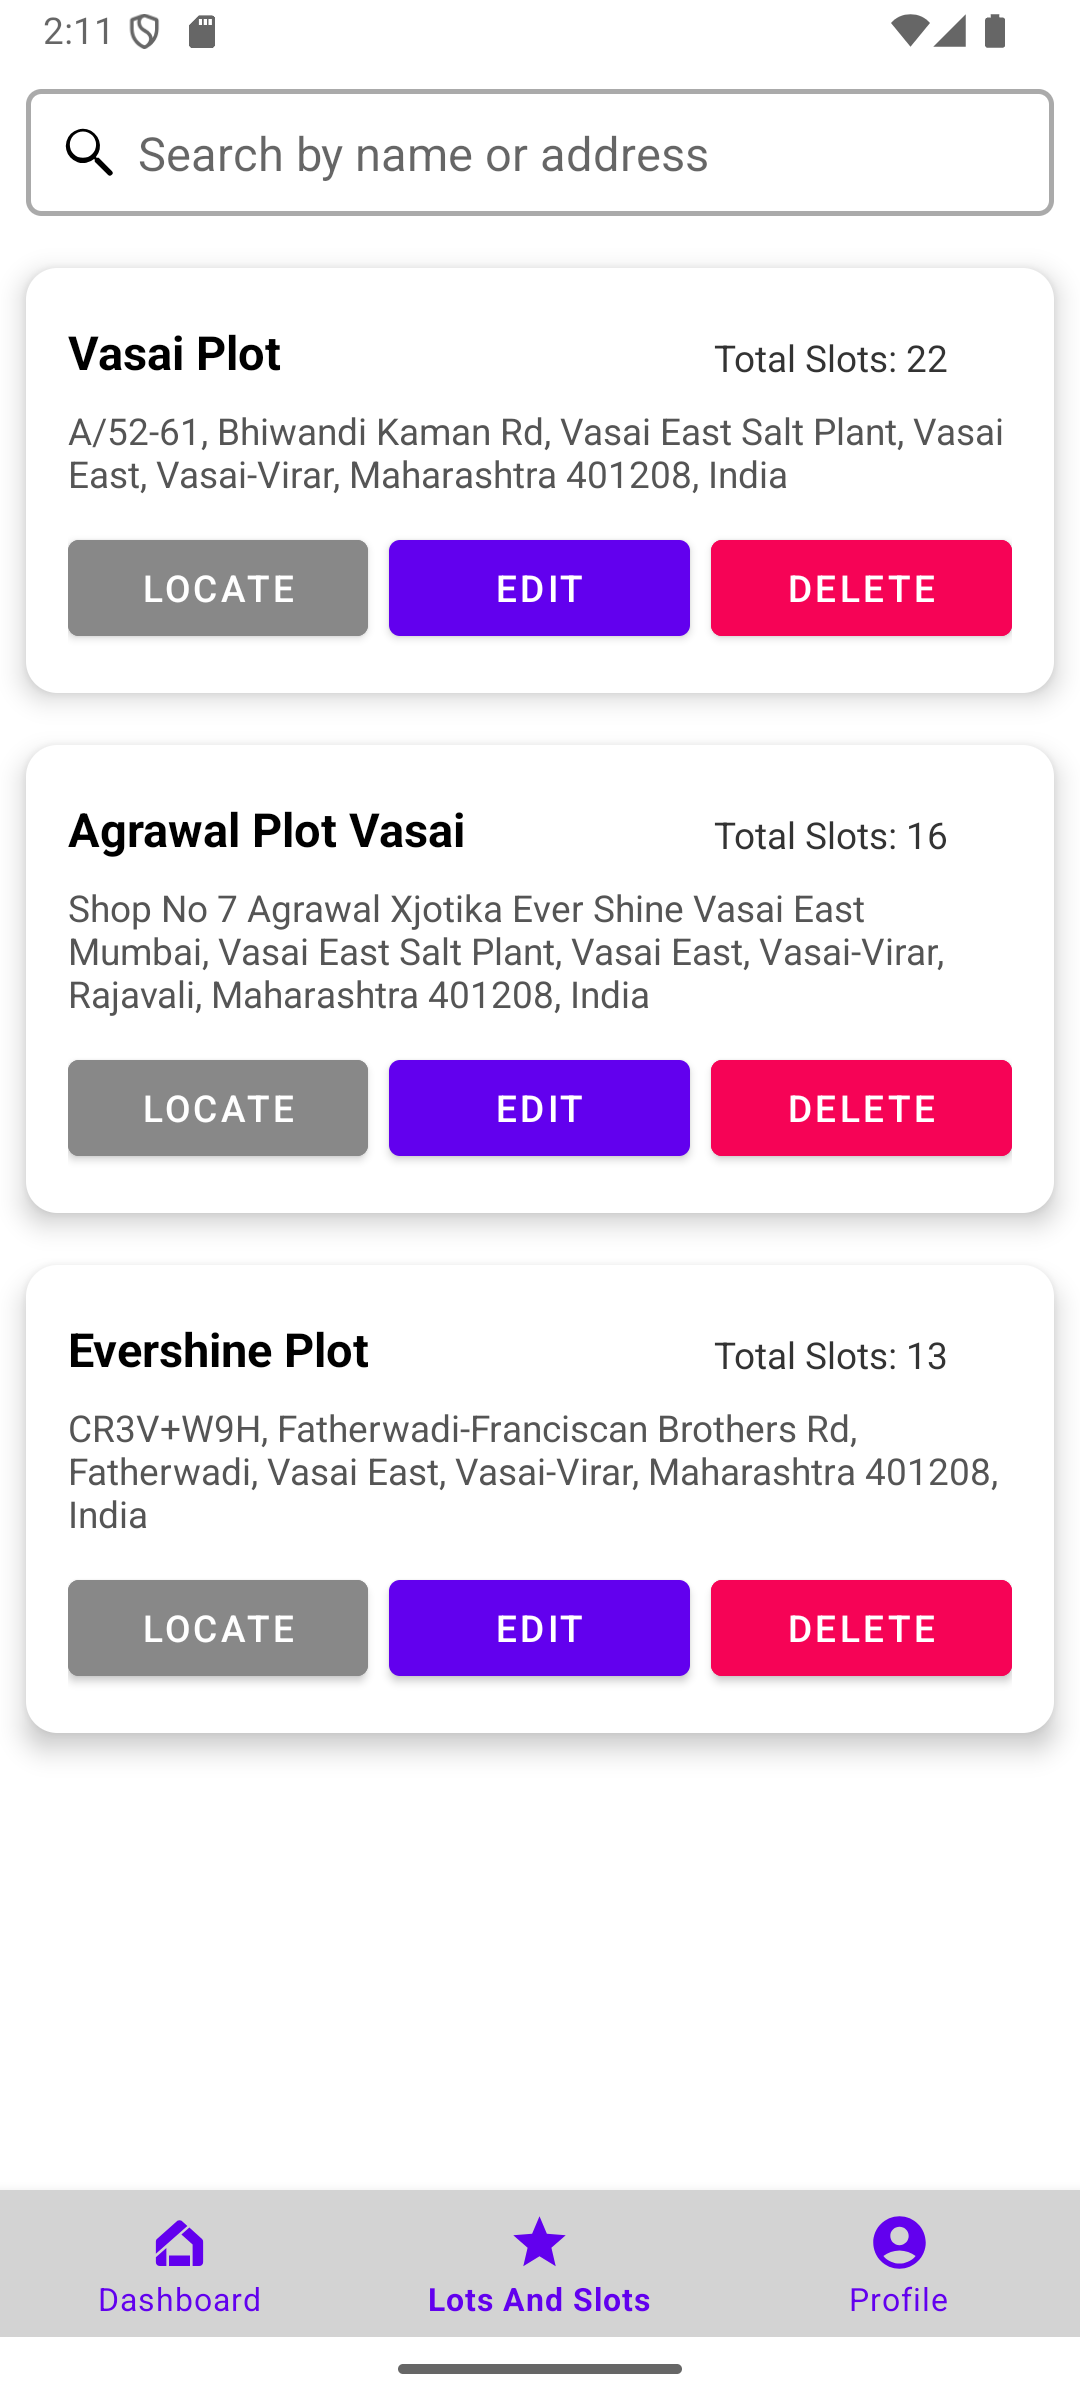 2:11
Search by name or address
Vasai Plot
Total Slots: 22
A/52-61, Bhiwandi Kaman Rd, Vasai East Salt Plant, Vasai
East, Vasai-Virar, Maharashtra 401208, India
LOCATE
EDIT
DELETE
Agrawal Plot Vasai
Total Slots: 16
Shop No 7 Agrawal Xjotika Ever Shine Vasai East
Mumbai, Vasai East Salt Plant, Vasai East, Vasai-Virar,
Rajavali, Maharashtra 401208, India
LOCATE
EDIT
DELETE
Evershine Plot
Total Slots: 13
CR3V+W9H, Fatherwadi-Franciscan Brothers Rd,
Fatherwadi, Vasai East, Vasai-Virar, Maharashtra 401208,
India
LOCATE
EDIT
DELETE
Dashboard
Lots And Slots
Profile